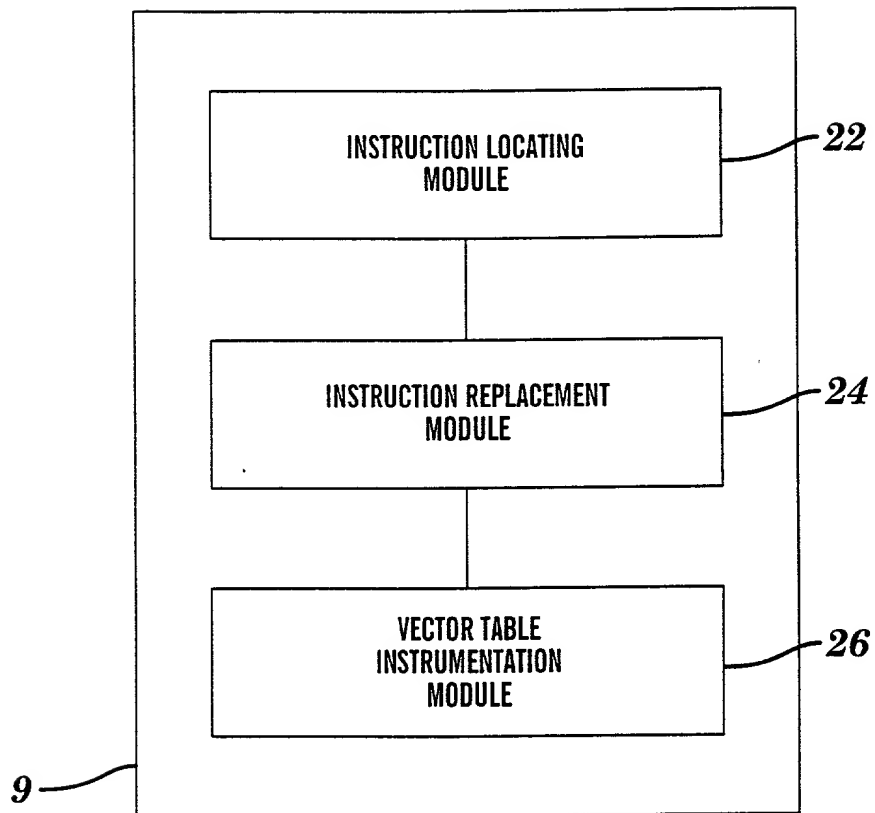 INSTRUCTION LOCATING
MODULE
22
INSTRUCTION REPLACEMENT
MODULE
24
VECTOR TABLE
INSTRUMENTATION
MODULE
26
9